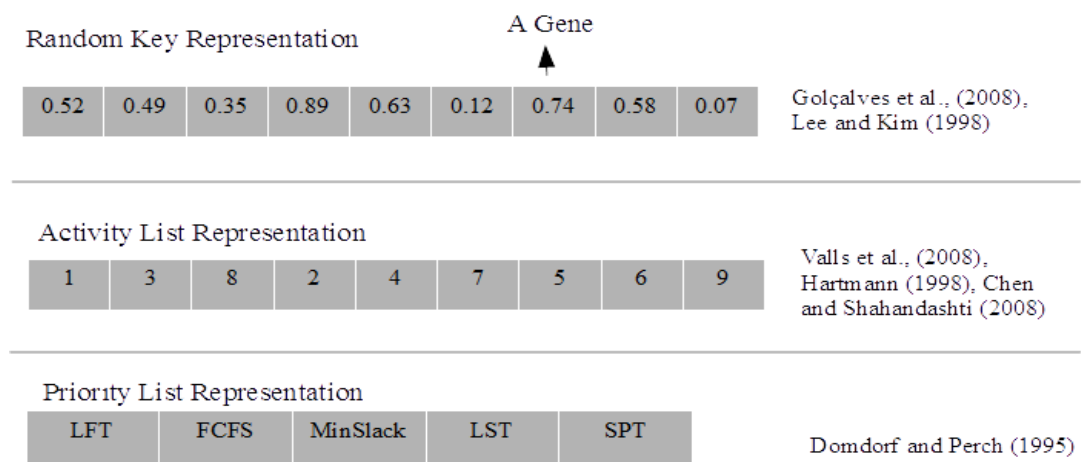 A Gene
Random Key Representation
0.52 0.49 0.35 0.89 0.63 0.12 0.74 0.58 0.07
Golçalves et al., (2008),
Lee and Kim (1998)
Activity List Representation
1 3 8 2 4 7 5 6 9
Valls et al., (2008),
Hartmann (1998), Chen
and Shahandashti (2008)
Priority List Representation
LFT FCFS MinSlack LST SPT
Domdorf and Perch (1995)